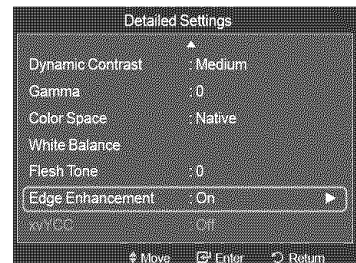 Detailed Settings
Dynamic Contrast : Medium
Gamma : 0
Color Space : Native
White Balance
Flesh Tone : 0
Edge Enhancement : On
xvYCC : Off
Move Enter Return